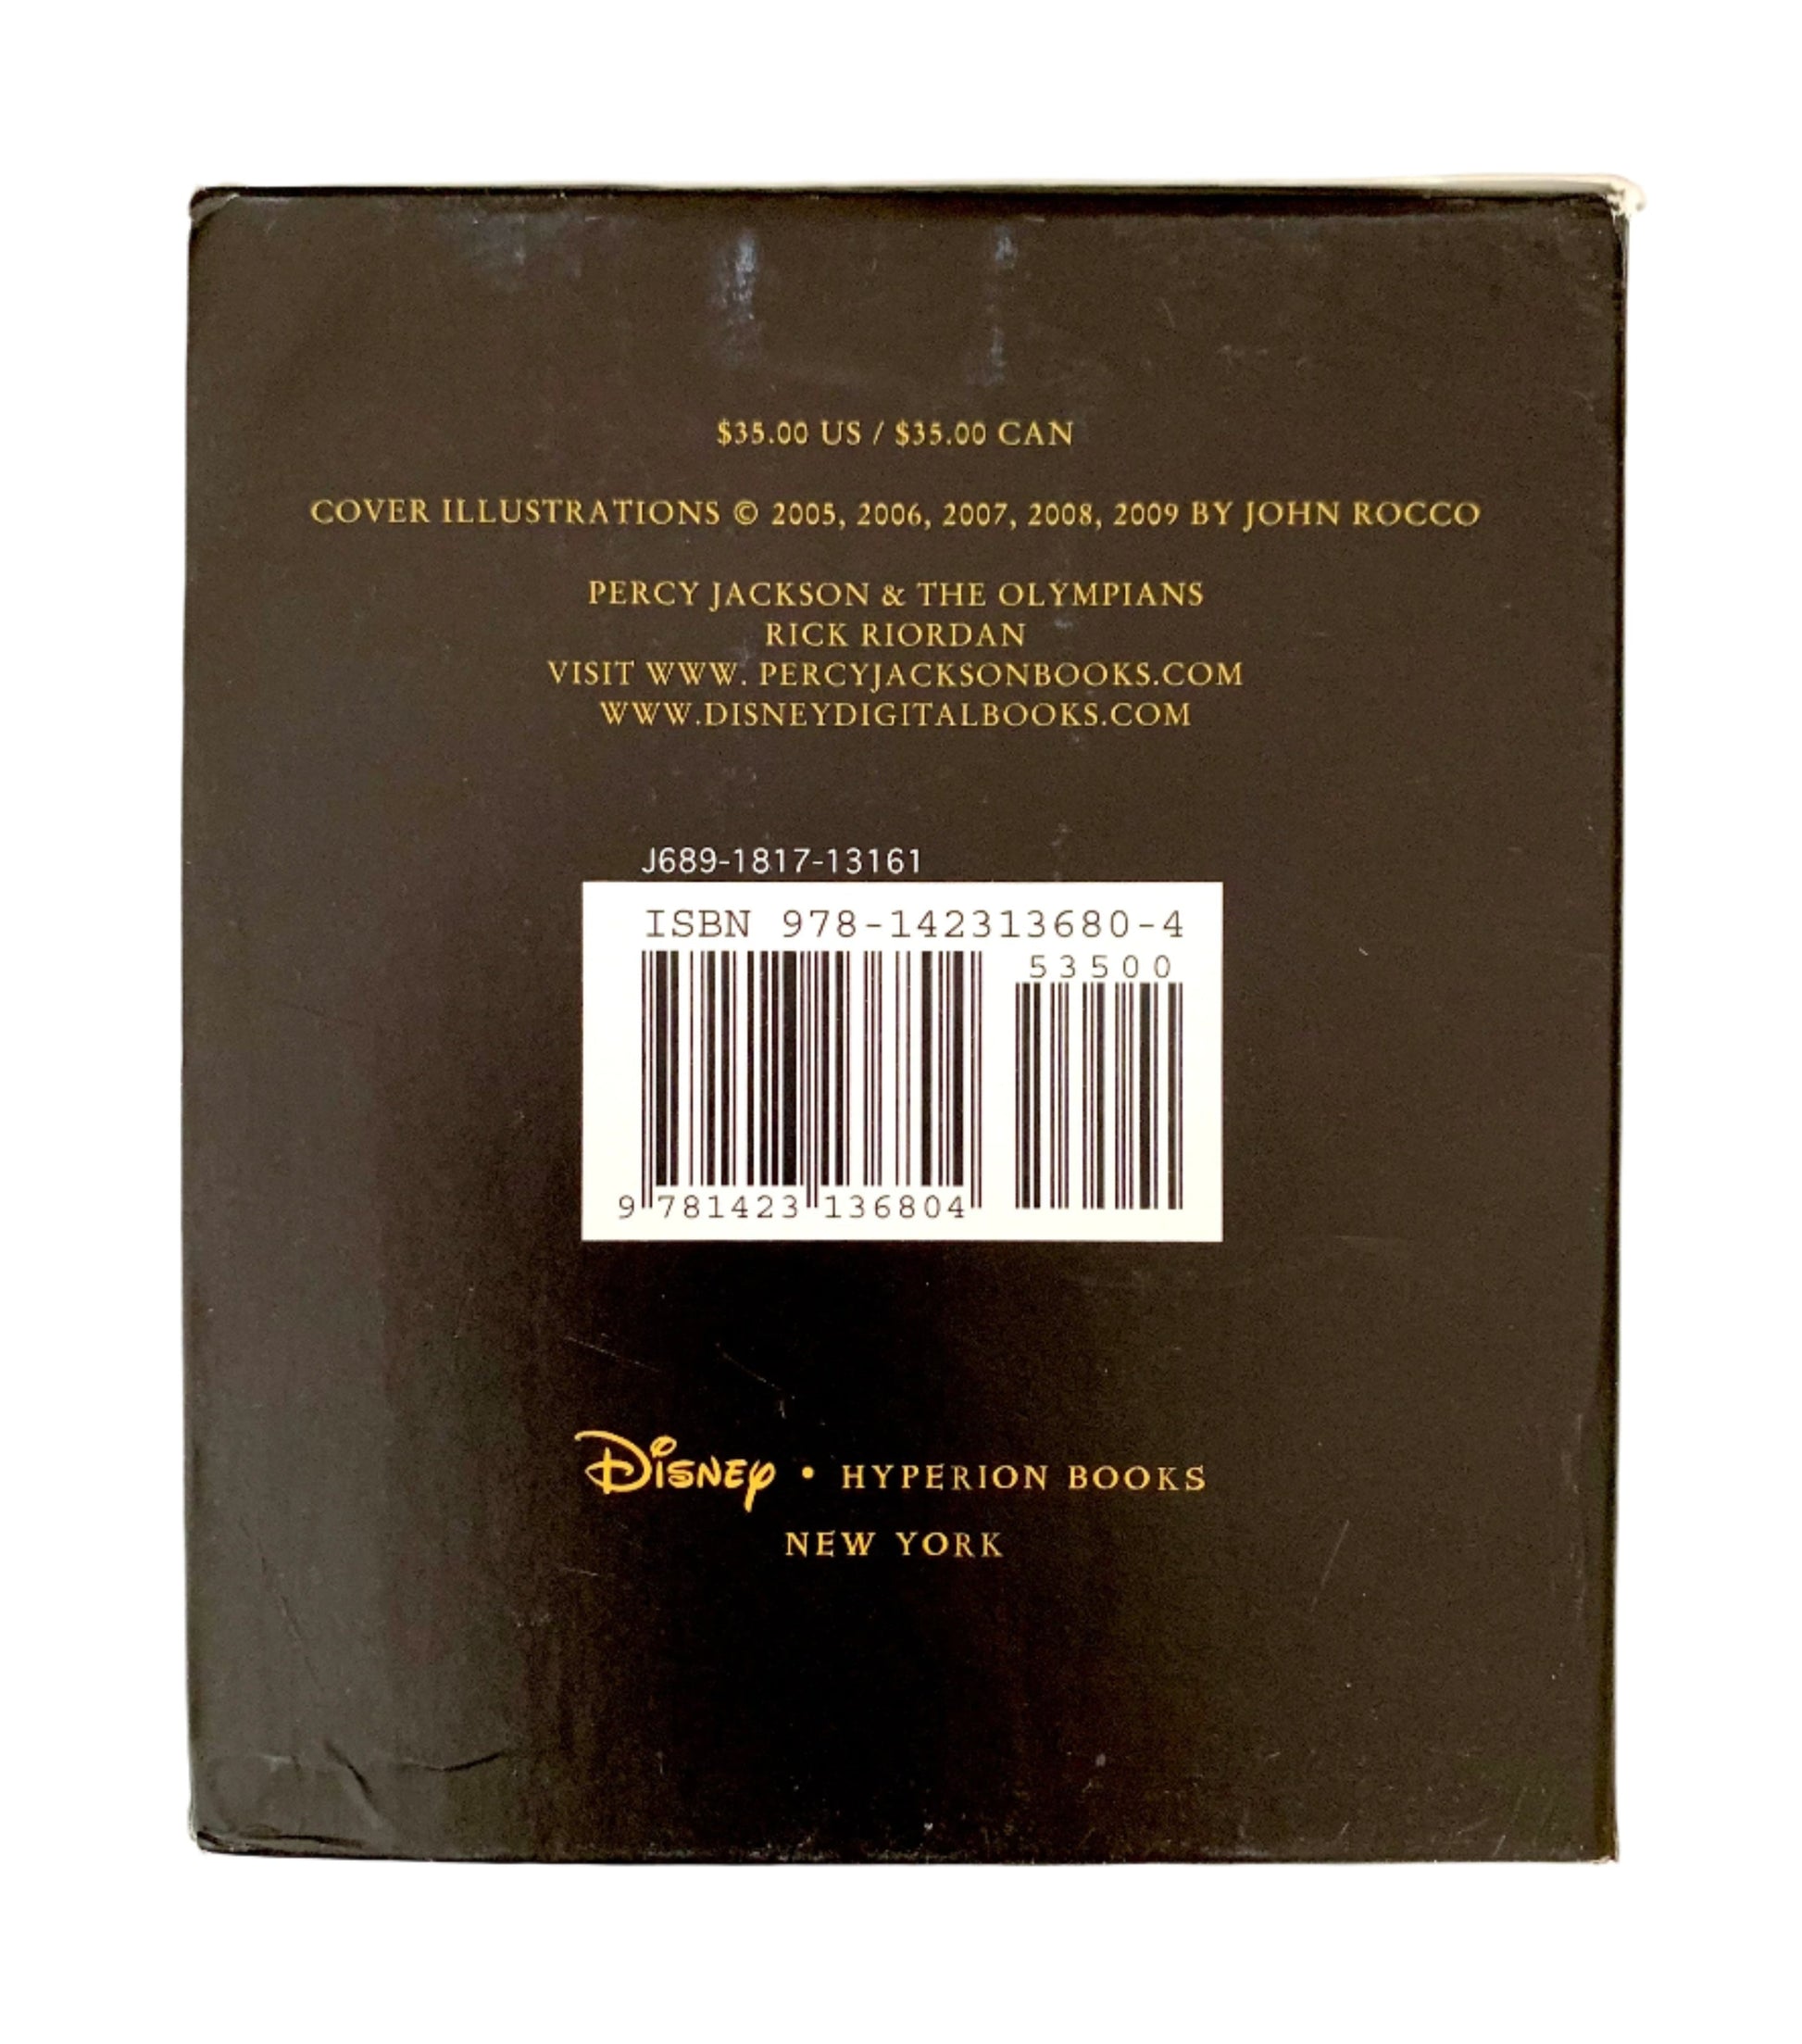 $35.00 US / $35.00 CAN
COVER ILLUSTRATIONS © 2005, 2006, 2007, 2008, 2009 BY JOHN ROCCO
PERCY JACKSON & THE OLYMPIANS
RICK RIORDAN
VISIT WWW. PERCYJACKSONBOOKS.COM
WWW.DISNEYDIGITALBOOKS.COM
J689-1817-13161
ISBN 978-142313680-4
53500
9 781423 136804
DISNEY • HYPERION BOOKS
NEW YORK